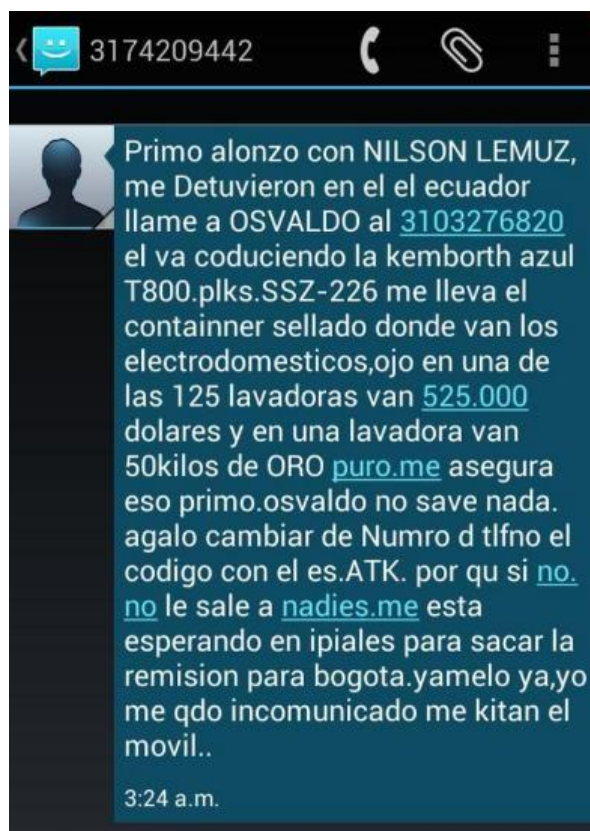 3174209442
Primo alonzo con NILSON LEMUZ,
me Detuvieron en el el ecuador
llame a OSVALDO al 3103276820
el va coduciendo la kemborth azul
T800.plks.SSZ-226 me lleva el
containner sellado donde van los
electrodomesticos,ojo en una de
las 125 lavadoras van 525.000
dolares y en una lavadora van
50kilos de ORO puro.me asegura
eso primo.osvaldo no save nada.
agalo cambiar de Numro d tlfno el
codigo con el es.ATK. por qu si no.
no le sale a nadies.me esta
esperando en ipiales para sacar la
remision para bogota.yamelo ya,yo
me qdo incomunicado me kitan el
movil..
3:24 a.m.